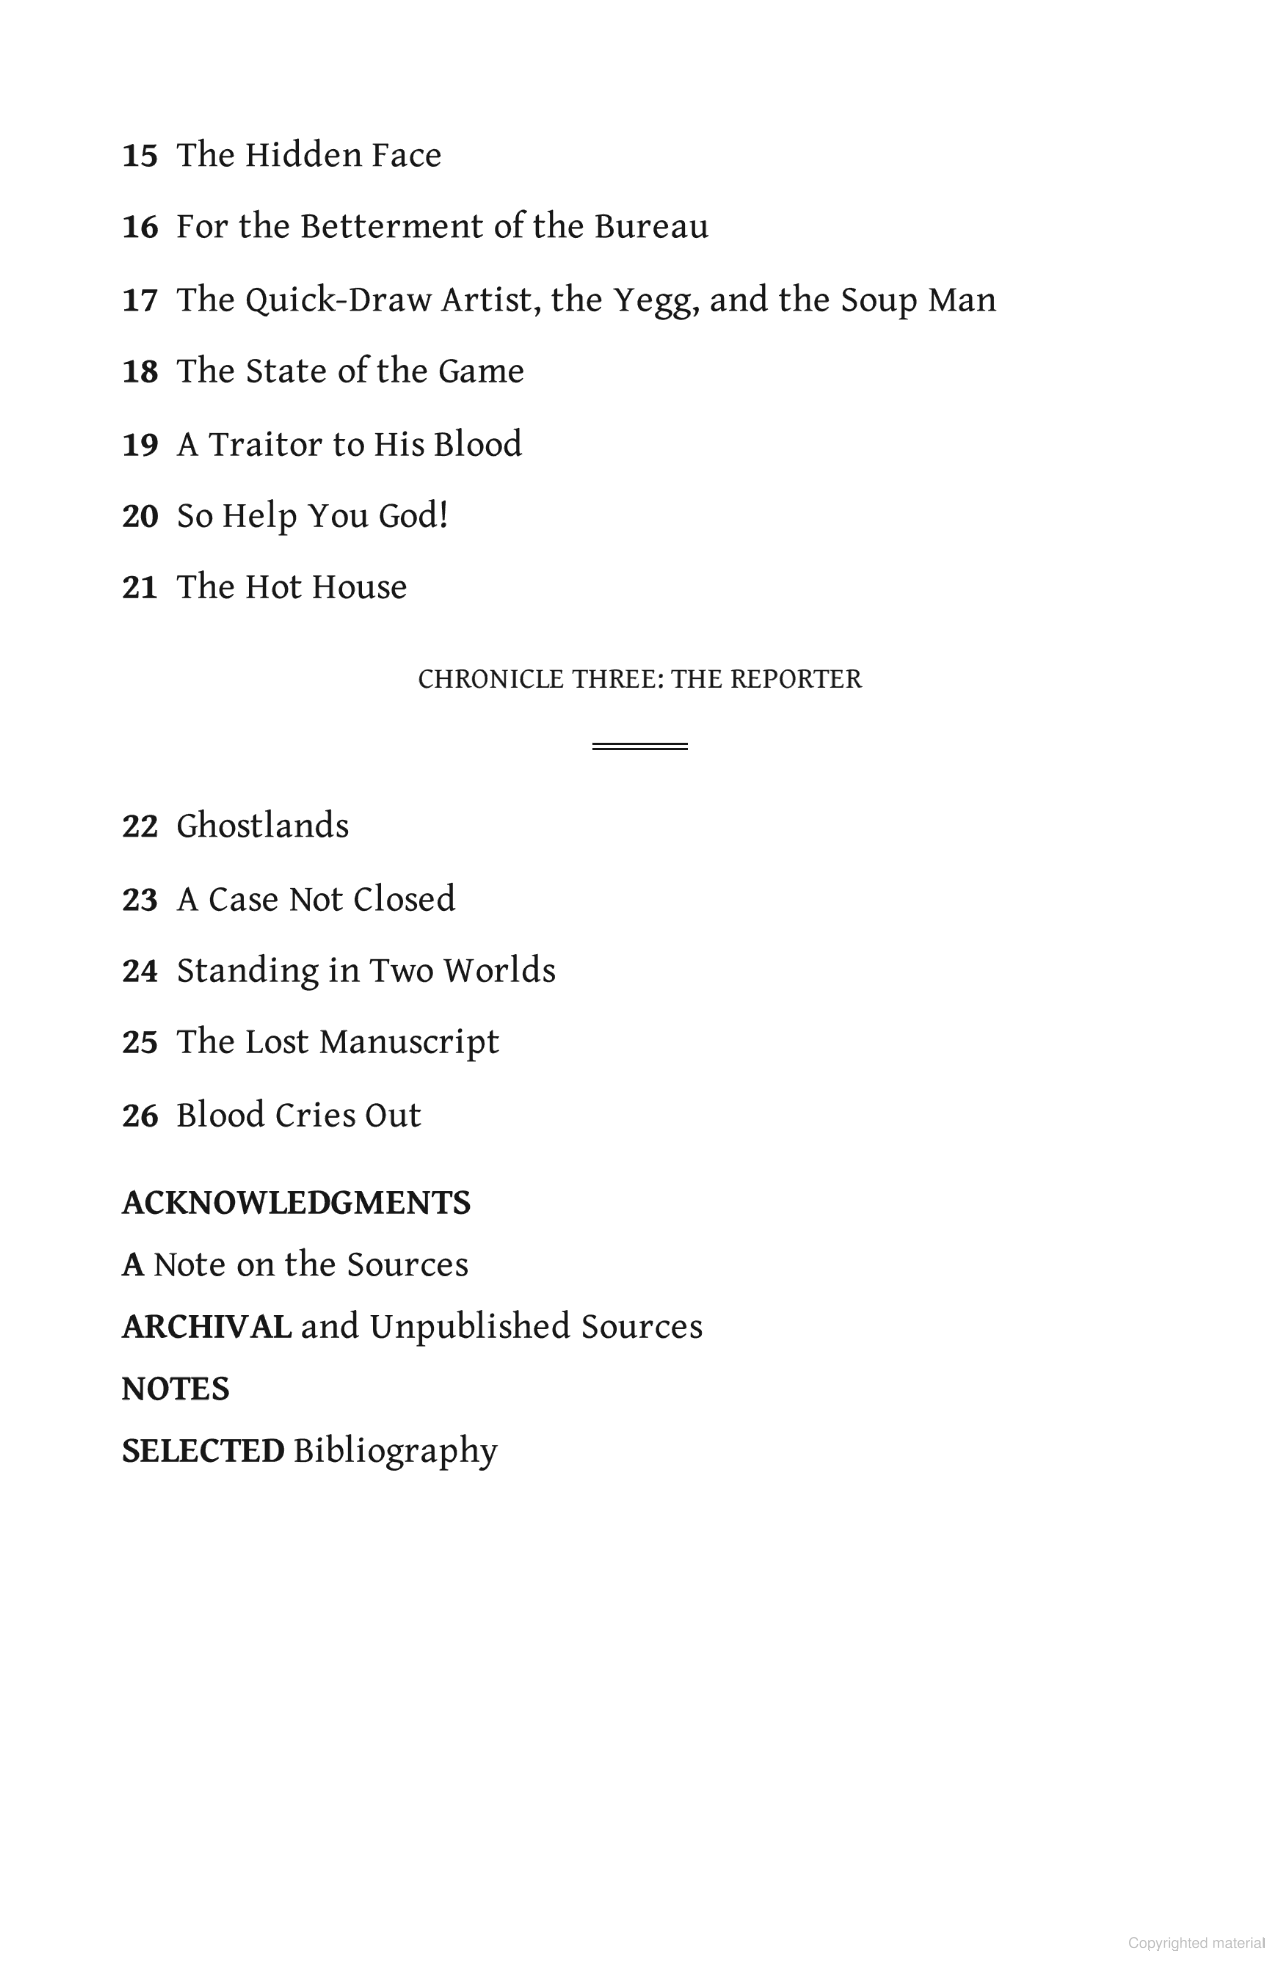 15 The Hidden Face
16 For the Betterment of the Bureau
17 The Quick-Draw Artist, the Yegg, and the Soup Man
18 The State of the Game
19 A Traitor to His Blood
20 So Help You God!
21 The Hot House
CHRONICLE THREE: THE REPORTER
22 Ghostlands
23 A Case Not Closed
24 Standing in Two Worlds
25 The Lost Manuscript
26 Blood Cries Out
ACKNOWLEDGMENTS
A Note on the Sources
ARCHIVAL and Unpublished Sources
NOTES
SELECTED Bibliography
Copyrighted material